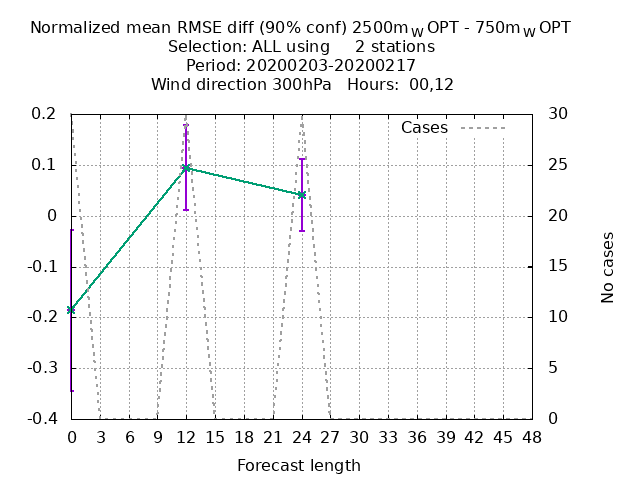 Normalized mean RMSE diff (90% conf) 2500m W OPT - 750m W OPT
Selection: ALL using 2 stations
Period: 20200203-20200217
Wind direction 300hPa Hours: 00,12
Cases
0.2
0.1
0
-0.1
-0.2
-0.3
-0.4
30
25
20
15
10
5
0
No cases
0 3 6 9 12 15 18 21 24 27 30 33 36 39 42 45 48
Forecast length